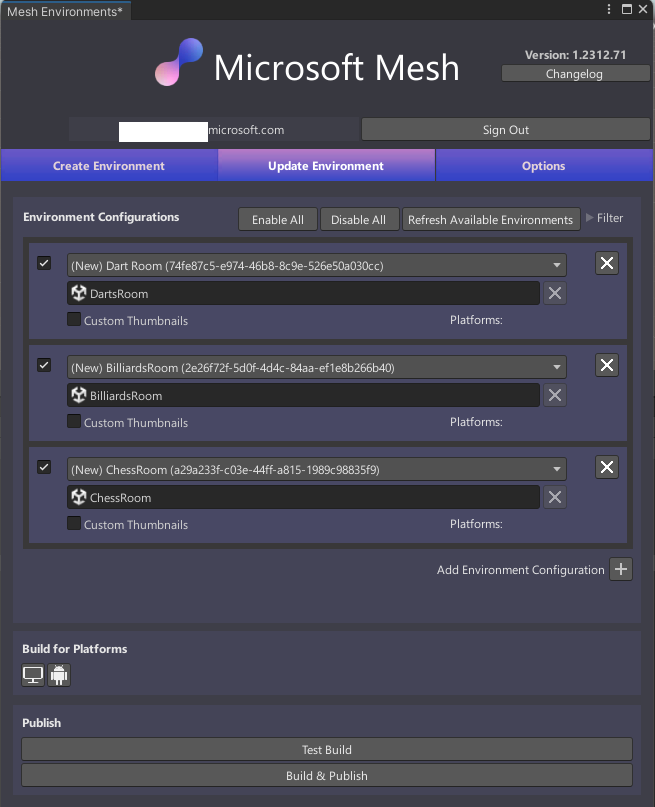 Mesh Environments*
Microsoft Mesh
Version: 1.2312.71
Changelog
microsoft.com
Sign Out
Create Environment
Update Environment
Options
Environment Configurations
Enable All
Disable All
Refresh Available Environments
Filter
(New) Dart Room (74fe87c5-e974-46b8-8c9e-526e50a030cc)
DartsRoom
Custom Thumbnails
Platforms:
(New) BilliardsRoom (2e26f72f-5d0f-4d4c-84aa-ef1e8b266b40)
BilliardsRoom
Custom Thumbnails
Platforms:
(New) ChessRoom (a29a233f-c03e-44ff-a815-1989c98835f9)
ChessRoom
Custom Thumbnails
Platforms:
Add Environment Configuration
Build for Platforms
Publish
Test Build
Build & Publish